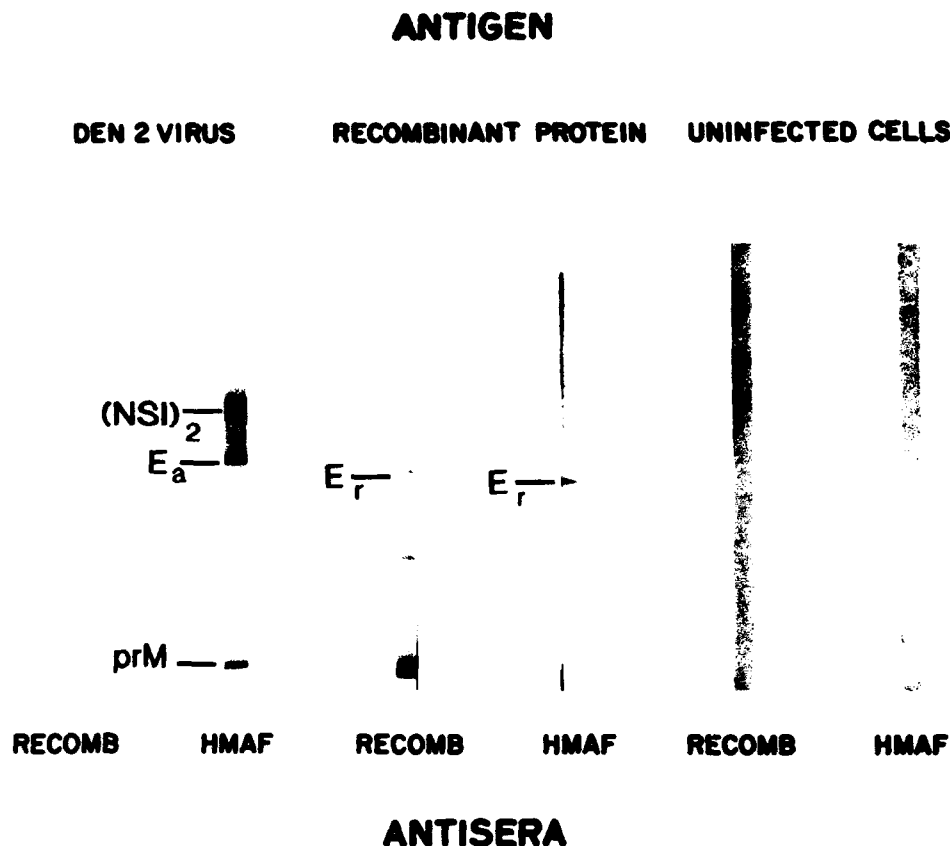 ANTIGEN
DEN 2 VIRUS RECOMBINANT PROTEIN UNINFECTED CELLS
(NSI)2
Ea
Er
Er
prM
RECOMB HMAF RECOMB HMAF RECOMB HMAF
ANTISERA